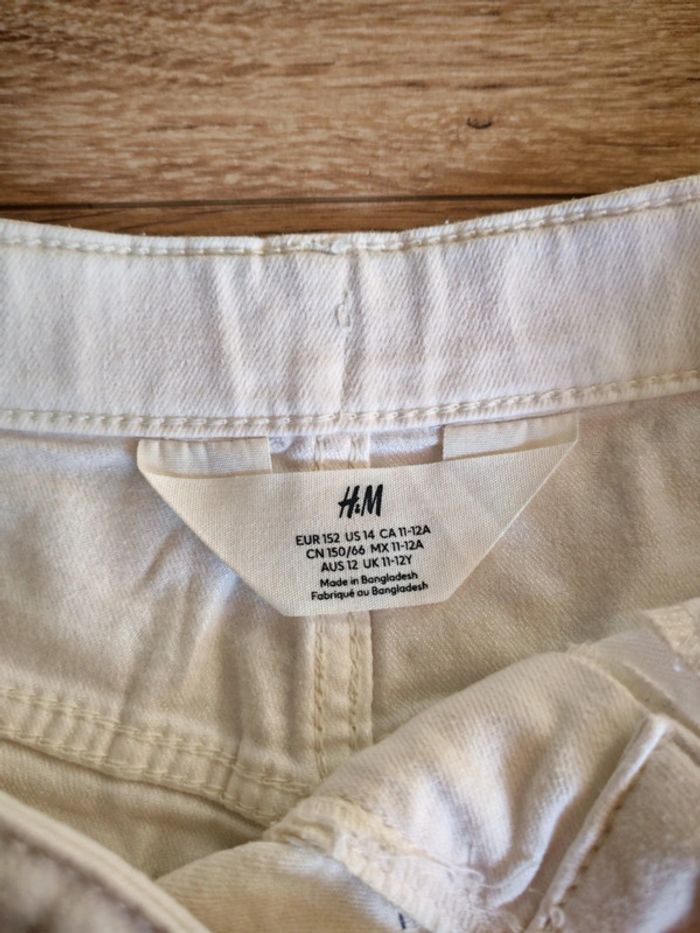 H&M
EUR 152 US 14 CA 11-12A
CN 150/66 MX 11-12A
AUS 12 UK 11-12Y
Made in Bangladesh
Fabriqué au Bangladesh